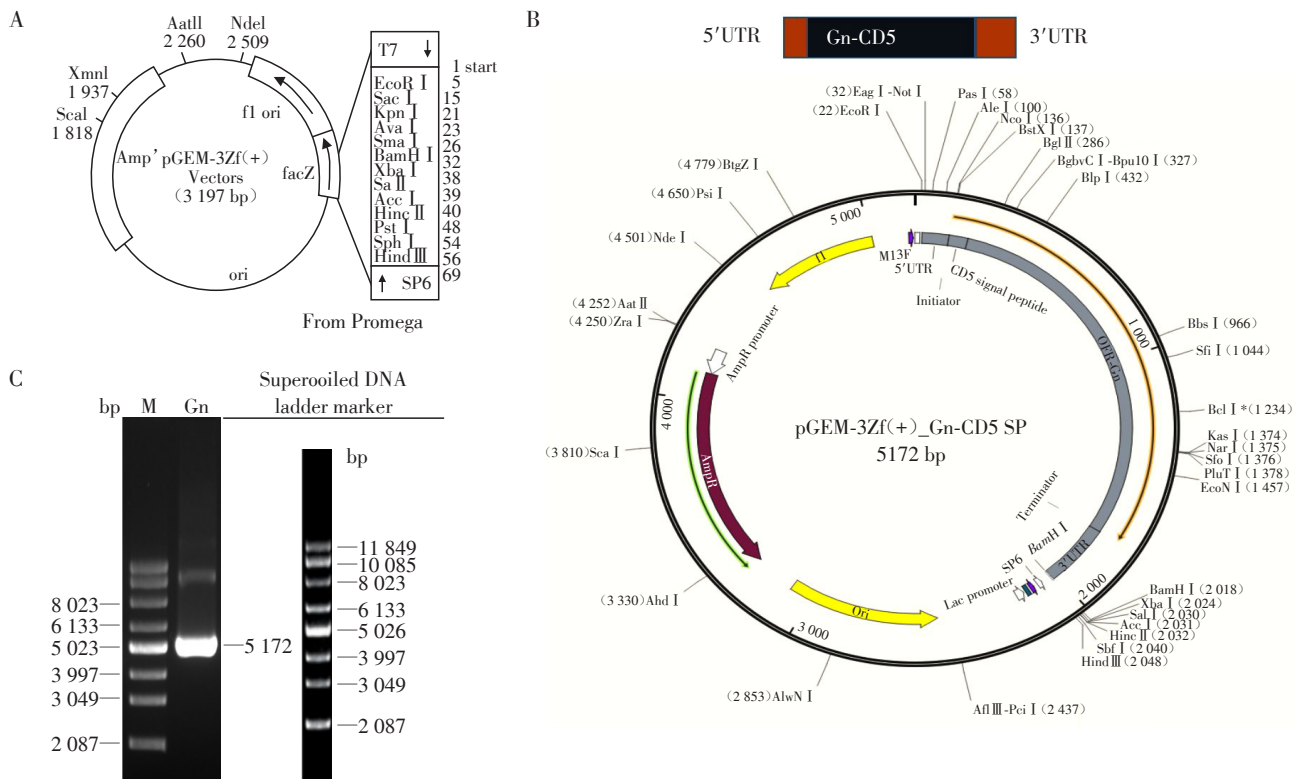 A
AatⅡ
2 260
NdeⅠ
2 509
XmnⅠ
1 937
ScaⅠ
1 818
f1 ori
Amp' pGEM-3Zf(+)
Vectors
(3 197 bp)
facZ
ori
T7 ↓
1 start
EcoR Ⅰ 5
Sac Ⅰ 15
Kpn Ⅰ 21
Ava Ⅰ 23
Sma Ⅰ 26
BamH Ⅰ 32
Xba Ⅰ 38
Sa Ⅱ 39
Acc Ⅰ 40
Hinc Ⅱ 48
Pst Ⅰ 54
Sph Ⅰ 56
Hind Ⅲ 69
↑ SP6
From Promega
B
5′UTR Gn-CD5 3′UTR
(32)Eag Ⅰ-Not Ⅰ
(22)EcoR Ⅰ
Pas Ⅰ(58)
Ale Ⅰ(100)
Nco Ⅰ(136)
BstX Ⅰ(137)
Bgl Ⅱ(286)
BgbvC Ⅰ-Bpu10 Ⅰ(327)
Blp Ⅰ(432)
(4 779)BtgZ Ⅰ
(4 650)Psi Ⅰ
(4 501)Nde Ⅰ
(4 252)Aat Ⅱ
(4 250)Zra Ⅰ
(3 810)Sca Ⅰ
(3 330)Ahd Ⅰ
(2 853)AlwN Ⅰ
Afl Ⅲ-Pci Ⅰ(2 437)
Bbs Ⅰ(966)
Sfi Ⅰ(1 044)
Bcl Ⅰ*(1 234)
Kas Ⅰ(1 374)
Nar Ⅰ(1 375)
Sfo Ⅰ(1 376)
PluT Ⅰ(1 378)
EcoN Ⅰ(1 457)
BamH Ⅰ(2 018)
Xba Ⅰ(2 024)
Sal Ⅰ(2 030)
Acc Ⅰ(2 031)
Hinc Ⅱ(2 032)
Sbf Ⅰ(2 040)
Hind Ⅲ(2 048)
5 000
1 000
2 000
3 000
4 000
f1
M13F
5′UTR
Initiator
CD5 signal peptide
OFR-Gn
AmpR promoter
AmpR
pGEM-3Zf(+)_Gn-CD5 SP
5172 bp
Terminator
BamH Ⅰ
3′UTR
SP6
Lac promoter
Ori
C
Superooiled DNA
ladder marker
bp M Gn
8 023
6 133
5 023
3 997
3 049
2 087
5 172
bp
11 849
10 085
8 023
6 133
5 026
3 997
3 049
2 087